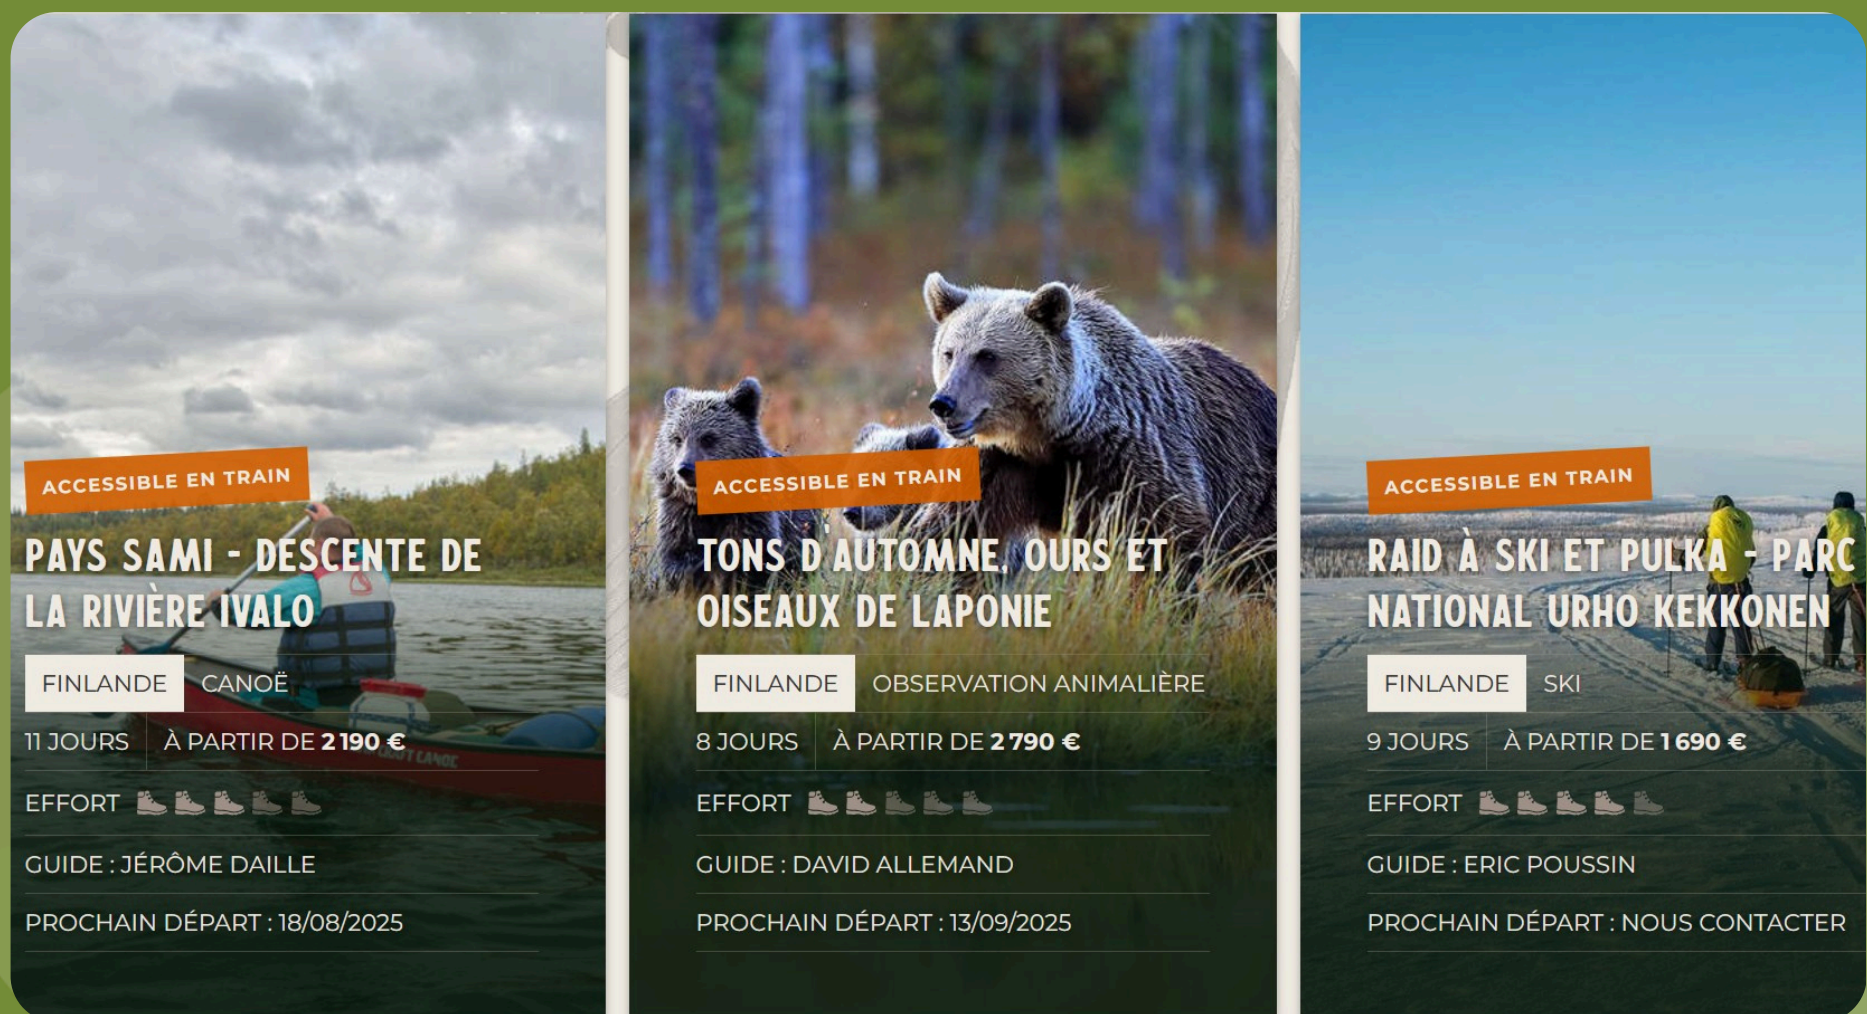 ACCESSIBLE EN TRAIN
PAYS SAMI - DESCENTE DE
LA RIVIÈRE IVALO
FINLANDE CANOË
11 JOURS À PARTIR DE 2 190 €
EFFORT
GUIDE : JÉRÔME DAILLE
PROCHAIN DÉPART : 18/08/2025
ACCESSIBLE EN TRAIN
TONS D'AUTOMNE, OURS ET
OISEAUX DE LAPONIE
FINLANDE OBSERVATION ANIMALIÈRE
8 JOURS À PARTIR DE 2 790 €
EFFORT
GUIDE : DAVID ALLEMAND
PROCHAIN DÉPART : 13/09/2025
ACCESSIBLE EN TRAIN
RAID À SKI ET PULKA - PARC
NATIONAL URHO KEKKONEN
FINLANDE SKI
9 JOURS À PARTIR DE 1 690 €
EFFORT
GUIDE : ERIC POUSSIN
PROCHAIN DÉPART : NOUS CONTACTER